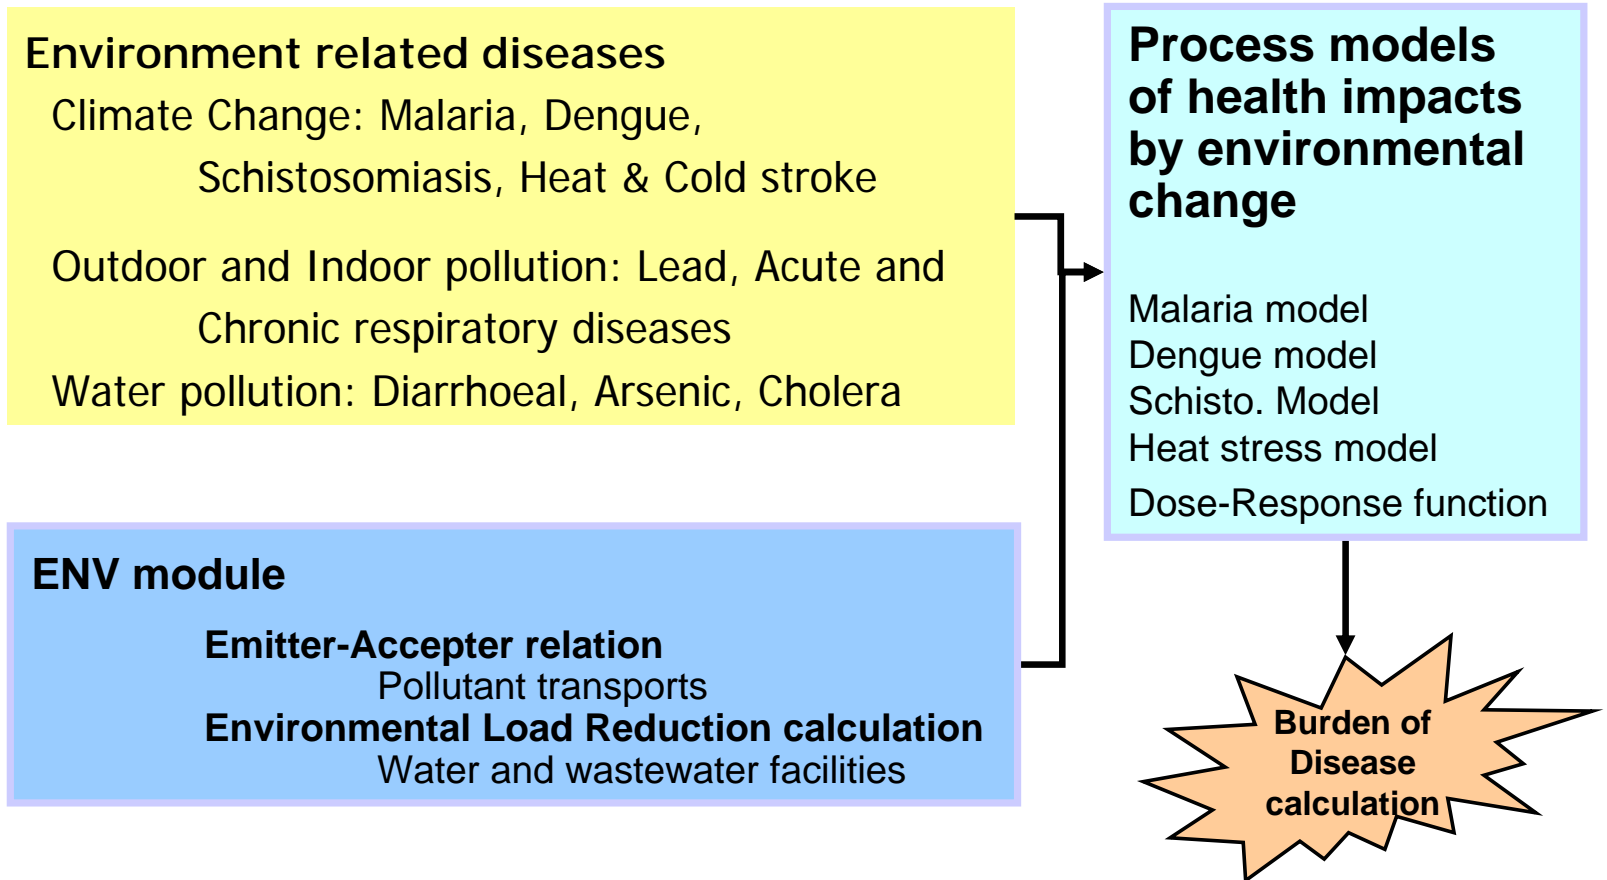 Environment related diseases
Climate Change: Malaria, Dengue,
Schistosomiasis, Heat & Cold stroke
Outdoor and Indoor pollution: Lead, Acute and
Chronic respiratory diseases
Water pollution: Diarrhoeal, Arsenic, Cholera
ENV module
Emitter-Accepter relation
Pollutant transports
Environmental Load Reduction calculation
Water and wastewater facilities
Process models
of health impacts
by environmental
change
Malaria model
Dengue model
Schisto. Model
Heat stress model
Dose-Response function
Burden of
Disease
calculation